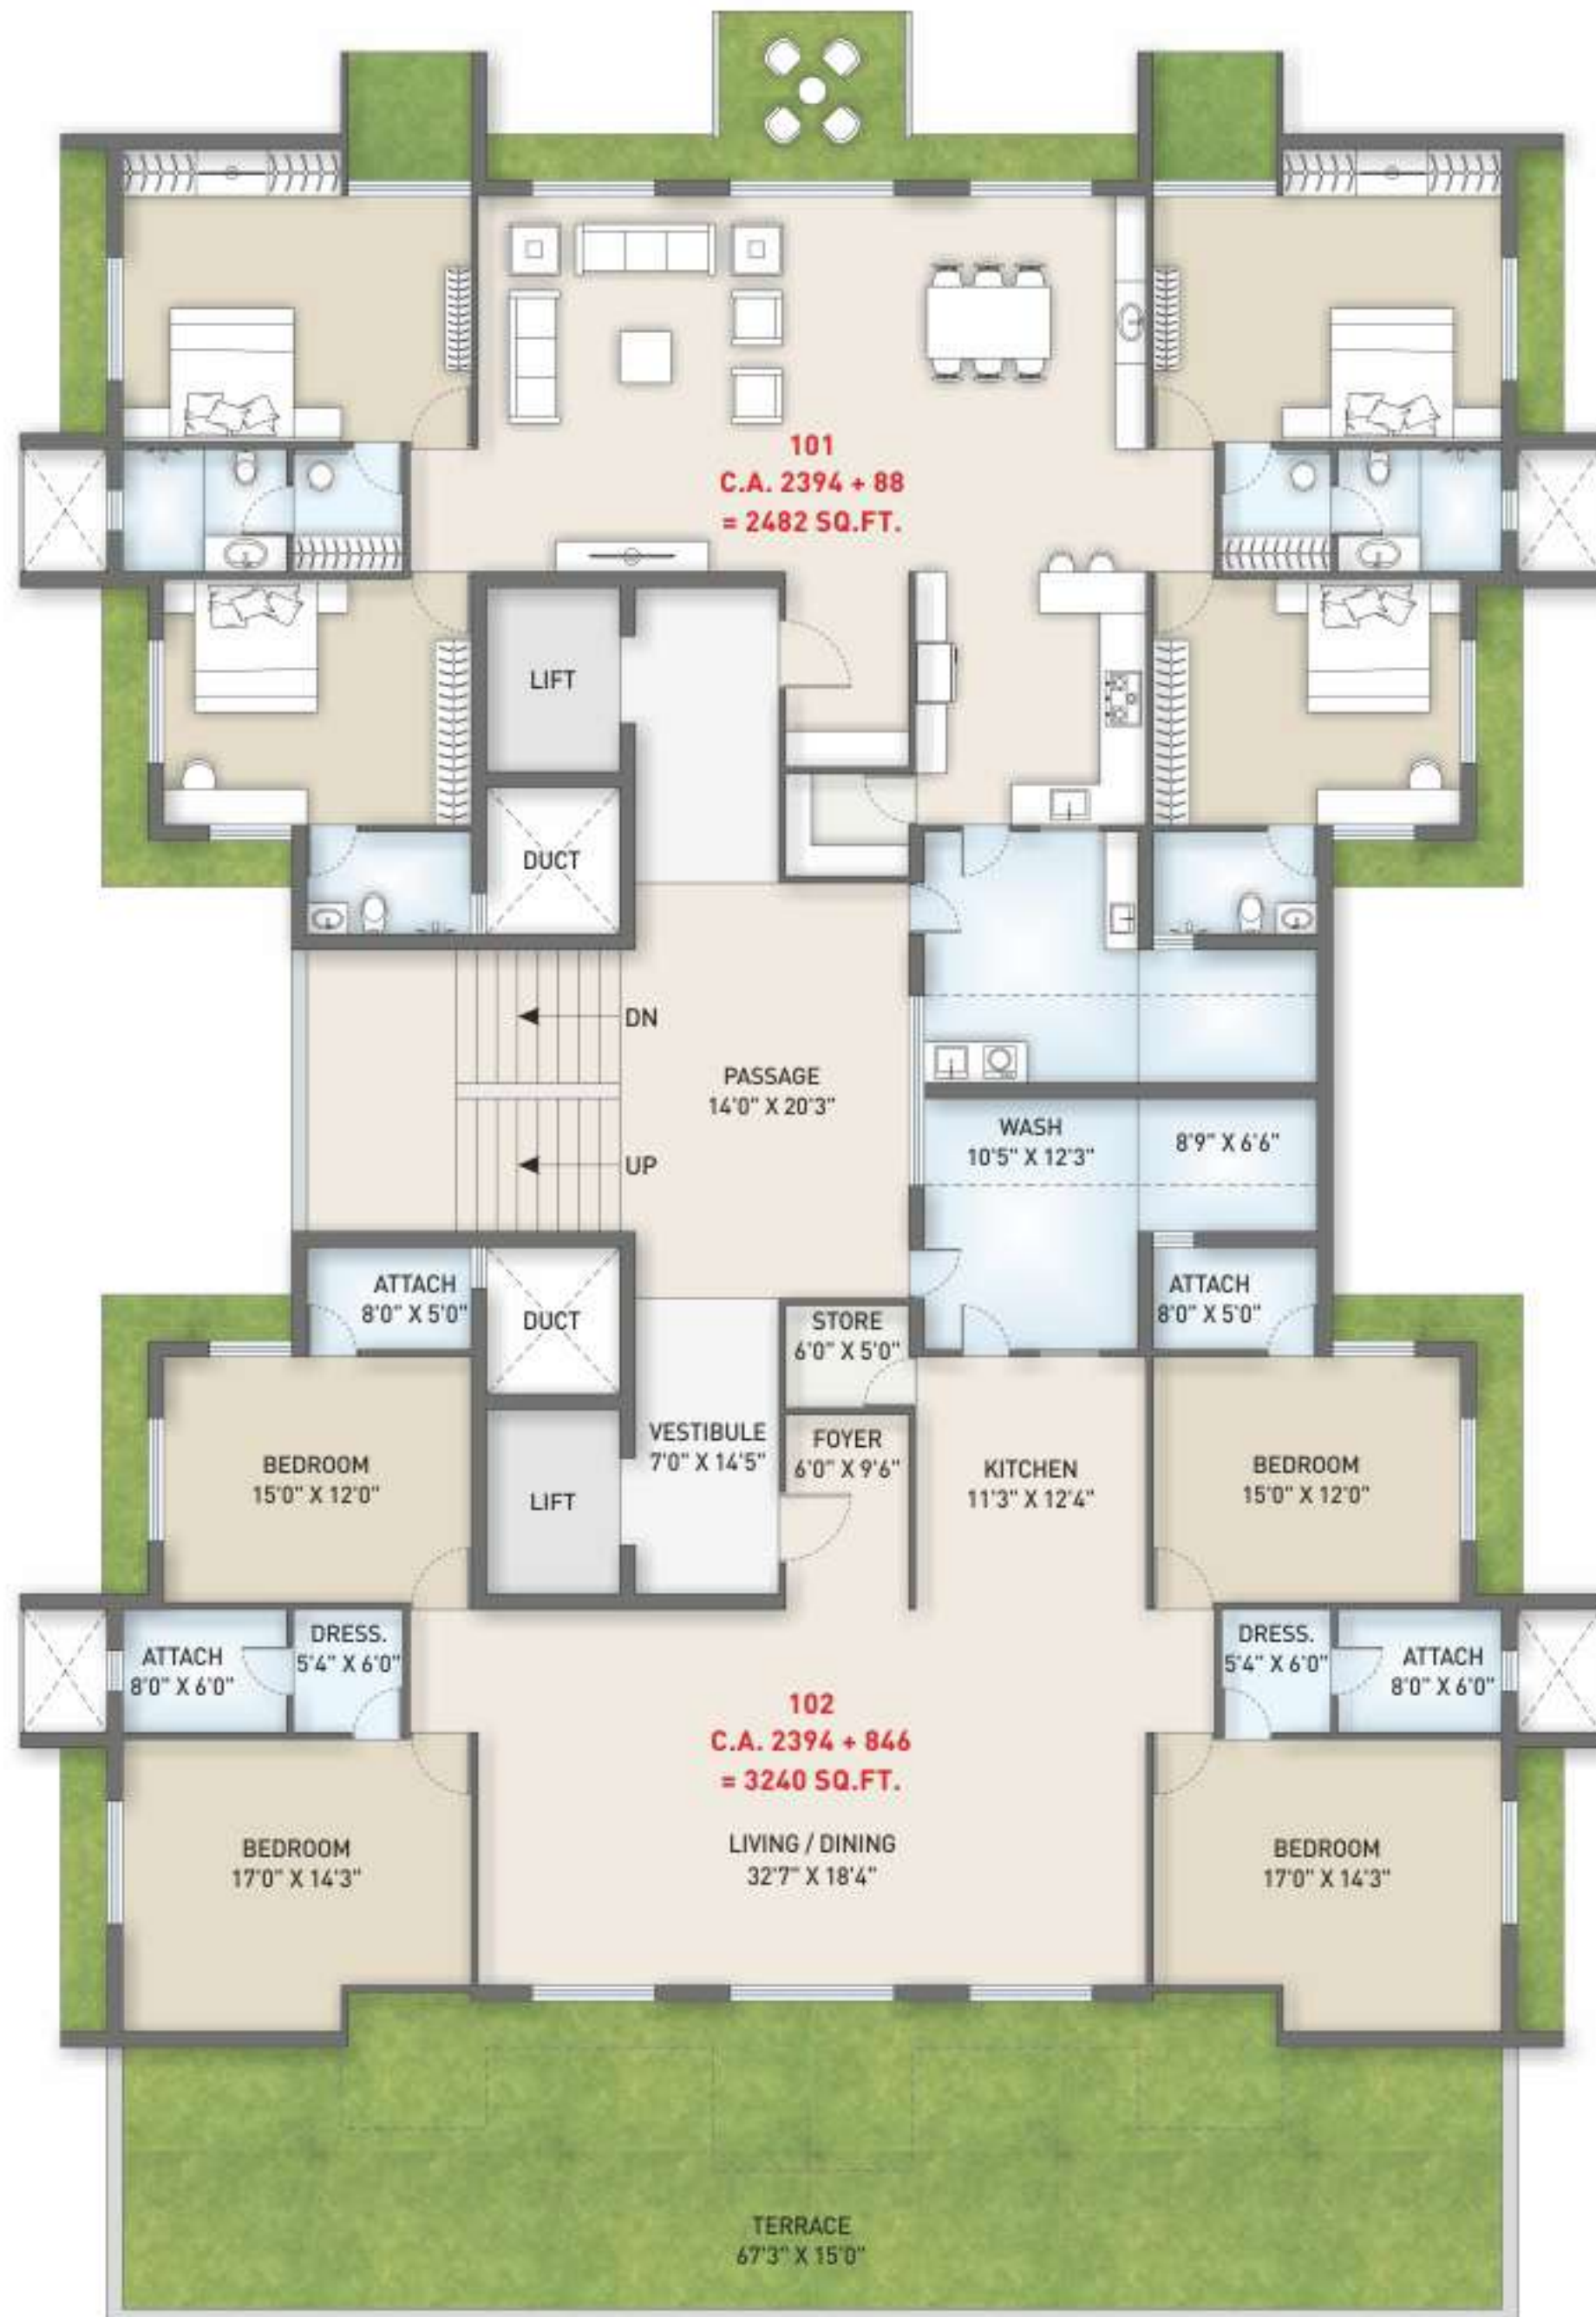 101
C.A. 2394 + 88
= 2482 SQ.FT.
LIFT
DUCT
DN
PASSAGE
14'0" X 20'3"
UP
WASH
10'5" X 12'3"
8'9" X 6'6"
ATTACH
8'0" X 5'0"
DUCT
STORE
6'0" X 5'0"
ATTACH
8'0" X 5'0"
BEDROOM
15'0" X 12'0"
LIFT
VESTIBULE
7'0" X 14'5"
FOYER
6'0" X 9'6"
KITCHEN
11'3" X 12'4"
BEDROOM
15'0" X 12'0"
ATTACH
8'0" X 6'0"
DRESS.
5'4" X 6'0"
DRESS.
5'4" X 6'0"
ATTACH
8'0" X 6'0"
102
C.A. 2394 + 846
= 3240 SQ.FT.
BEDROOM
17'0" X 14'3"
LIVING / DINING
32'7" X 18'4"
BEDROOM
17'0" X 14'3"
TERRACE
67'3" X 15'0"